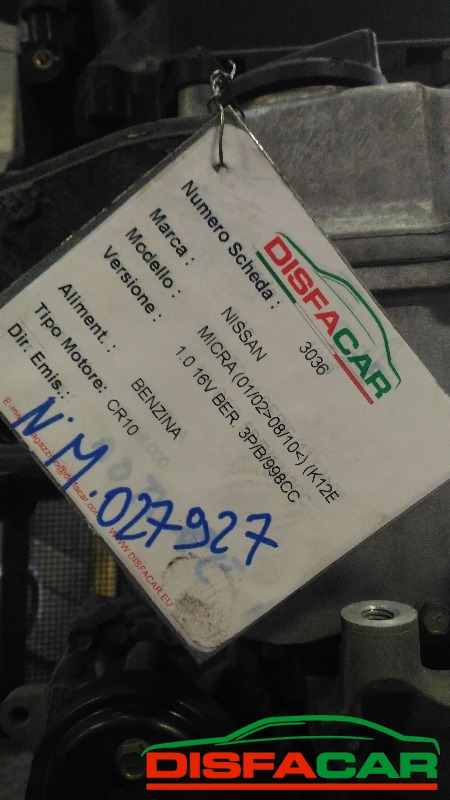 DISFACAR
Numero Scheda : 3036
Marca : NISSAN
Modello : MICRA (01/02>08/10<) (K12E
Versione : 1.0 16V BER. 3P/B/998CC
Aliment.: BENZINA
Tipo Motore: CR10
Dir. Emis.:
N. M. 027927
WWW.DISFACAR.EU
DISFACAR